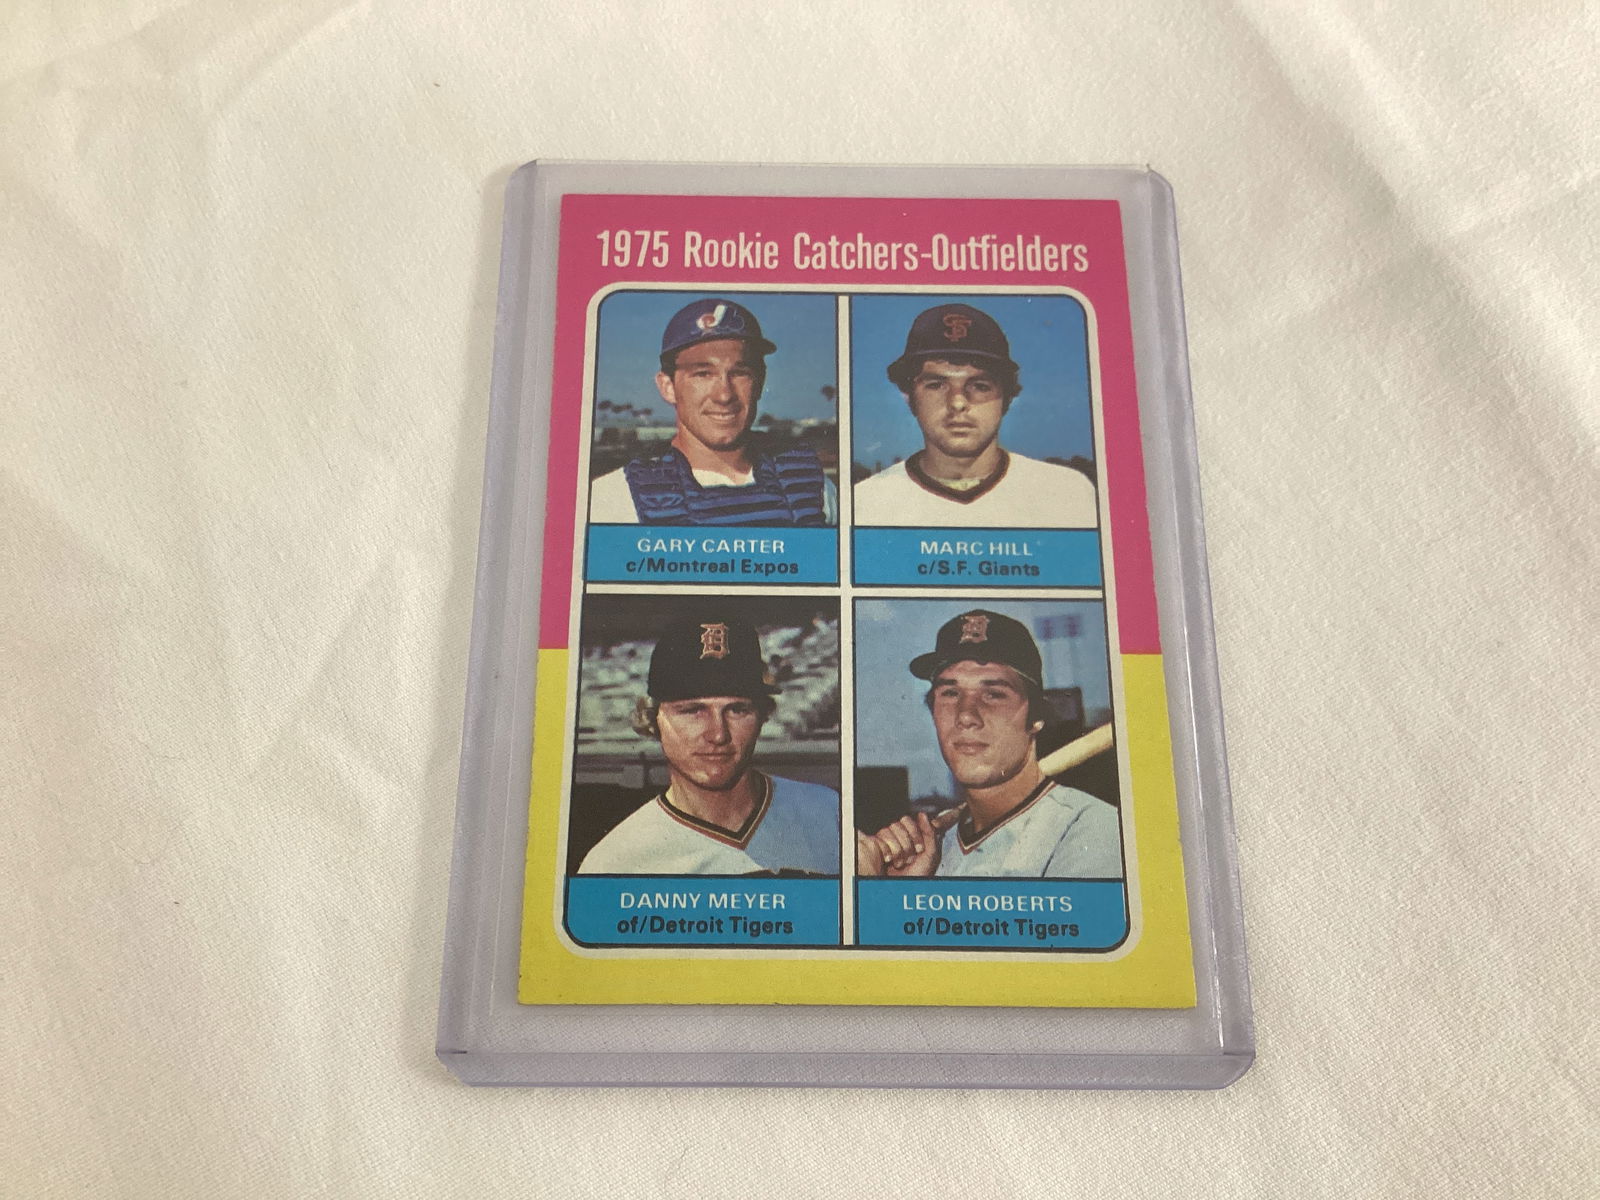 1975 Rookie Catchers-Outfielders
GARY CARTER
c/Montreal Expos
MARC HILL
c/S.F. Giants
DANNY MEYER
of/Detroit Tigers
LEON ROBERTS
of/Detroit Tigers